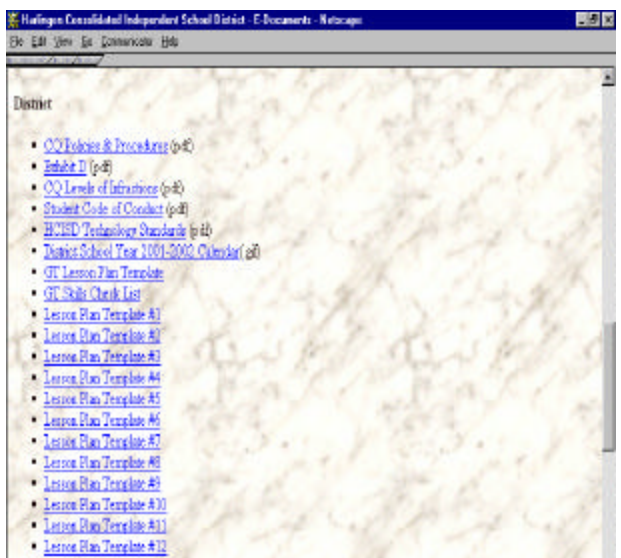 Harlingen Consolidated Independent School District - E-Documents - Netscape
File Edit View Go Communicator Help
District
• CQ Policies & Procedures (pdf)
• Exhibit D (pdf)
• CQ Levels of Infractions (pdf)
• Student Code of Conduct (pdf)
• HCISD Technology Standards (pdf)
• District School Year 2001-2002 Calendar( gif)
• GT Lesson Plan Template
• GT Skills Check List
• Lesson Plan Template #1
• Lesson Plan Template #2
• Lesson Plan Template #3
• Lesson Plan Template #4
• Lesson Plan Template #5
• Lesson Plan Template #6
• Lesson Plan Template #7
• Lesson Plan Template #8
• Lesson Plan Template #9
• Lesson Plan Template #10
• Lesson Plan Template #11
• Lesson Plan Template #12